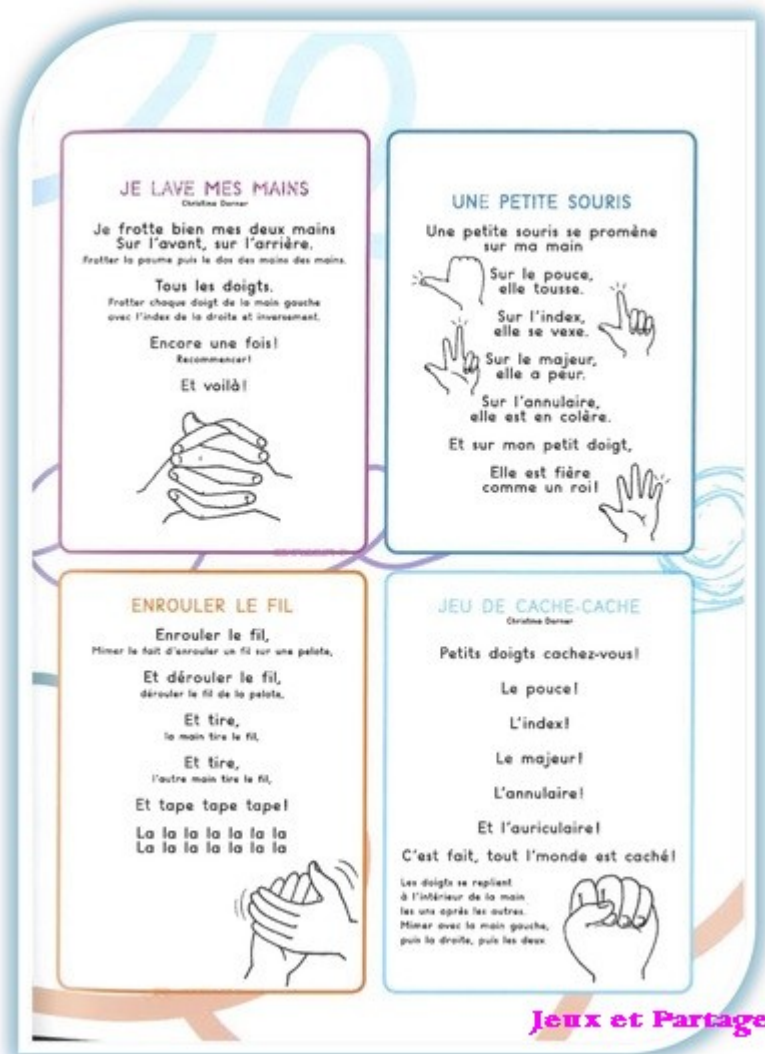 JE LAVE MES MAINS
Christina Dorner
Je frotte bien mes deux mains
Sur l'avant, sur l'arrière.
Frotter la paume puis le dos des mains des mains.
Tous les doigts.
Frotter chaque doigt de la main gauche
avec l'index de la droite et inversement.
Encore une fois!
Recommencer!
Et voilà!
UNE PETITE SOURIS
Une petite souris se promène
sur ma main
Sur le pouce,
elle tousse.
Sur l'index,
elle se vexe.
Sur le majeur,
elle a peur.
Sur l'annulaire,
elle est en colère.
Et sur mon petit doigt,
Elle est fière
comme un roi!
ENROULER LE FIL
Enrouler le fil,
Mimer le fait d'enrouler un fil sur une pelote,
Et dérouler le fil,
dérouler le fil de la pelote,
Et tire,
la main tire le fil,
Et tire,
l'autre main tire le fil,
Et tape tape tape!
La la la la la la la
La la la la la la la
JEU DE CACHE-CACHE
Christina Dorner
Petits doigts cachez-vous!
Le pouce!
L'index!
Le majeur!
L'annulaire!
Et l'auriculaire!
C'est fait, tout l'monde est caché!
Les doigts se replient
à l'intérieur de la main
les uns après les autres.
Mimer avec la main gauche,
puis la droite, puis les deux.
Jeux et Partage